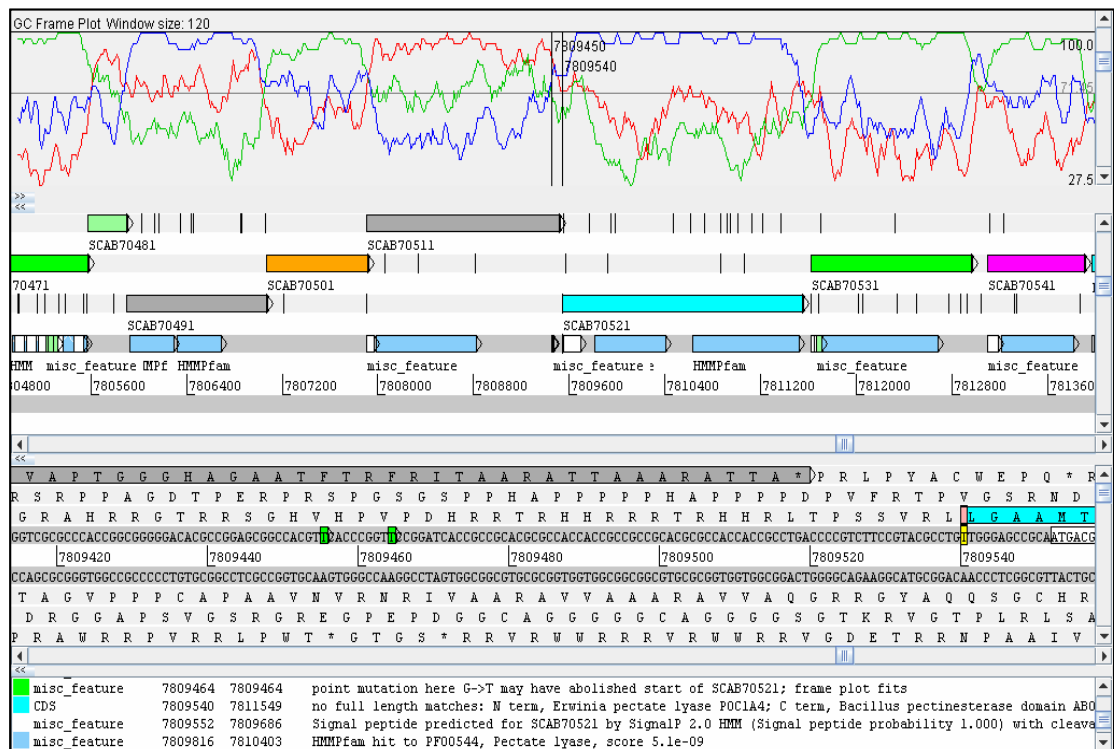 GC Frame Plot Window size: 120
7809450
100.0
7809540
27.5
>>
<<
SCAB70481
SCAB70511
70471
SCAB70501
SCAB70531
SCAB70541
SCAB70491
SCAB70521
HMM misc_feature HMMPfam misc_feature misc_feature HMMPfam misc_feature misc_feature
804800 7805600 7806400 7807200 7808000 7808800 7809600 7810400 7811200 7812000 7812800 781360
<<
V A P T G G G H A G A A T F T R F R I T A A R A T T A A A R A T T A * P R L P Y A C W E P Q * R
R S R P P A G D T P E R P R S P G S G S P P H A P P P P P H A P P P P D P V F R T P V G S R N D
G R A H R R G T R R S G H V H P V P D H R R T R H H R R R T R H H R L T P S S V R L L G A A M T
7809420 7809440 7809460 7809480 7809500 7809520 7809540
T A G V P P P C A P A A V N V R N R I V A A R A V V A A A R A V V A Q G R R G Y A Q Q S G C H R
D R G G A P S V G S R G R E G P E P D G G C A G G G G G C A G G G G S G T K R V G T P L R L S A
P R A W R R P V R R L P W T * G T G S * R R V R W W R R R V R W W R R V G D E T R R N P A A I V
<<
misc_feature 7809464 7809464 point mutation here G->T may have abolished start of SCAB70521; frame plot fits
CDS 7809540 7811549 no full length matches: N term, Erwinia pectate lyase P0C1A4; C term, Bacillus pectinesterase domain ABO
misc_feature 7809552 7809686 Signal peptide predicted for SCAB70521 by SignalP 2.0 HMM (Signal peptide probability 1.000) with cleava
misc_feature 7809816 7810403 HMMPfam hit to PF00544, Pectate lyase, score 5.1e-09